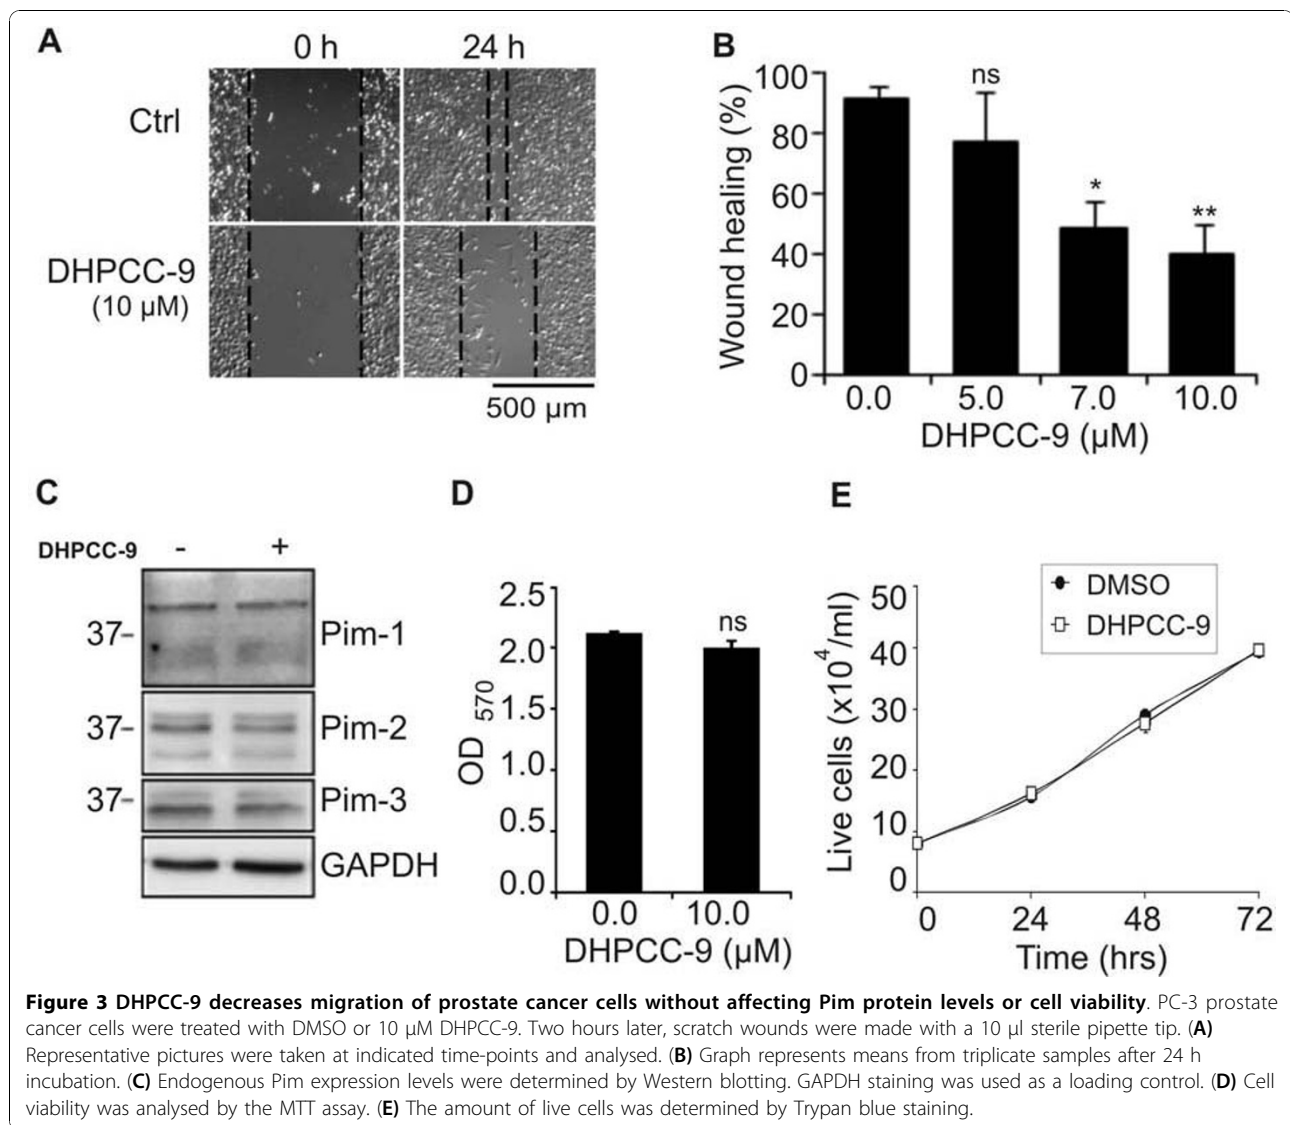 A
0 h
24 h
Ctrl
DHPCC-9
(10 µM)
500 µm
B
Wound healing (%)
100
80
60
40
20
0
ns
*
**
0.0
5.0
7.0
10.0
DHPCC-9 (µM)
C
DHPCC-9
-
+
37-
Pim-1
37-
Pim-2
37-
Pim-3
GAPDH
D
OD 570
2.5
2.0
1.5
1.0
0.5
0.0
ns
0.0
10.0
DHPCC-9 (µM)
E
DMSO
DHPCC-9
Live cells (x10⁴/ml)
50
40
30
20
10
0
0
24
48
72
Time (hrs)
Figure 3 DHPCC-9 decreases migration of prostate cancer cells without affecting Pim protein levels or cell viability. PC-3 prostate
cancer cells were treated with DMSO or 10 µM DHPCC-9. Two hours later, scratch wounds were made with a 10 µl sterile pipette tip. (A)
Representative pictures were taken at indicated time-points and analysed. (B) Graph represents means from triplicate samples after 24 h
incubation. (C) Endogenous Pim expression levels were determined by Western blotting. GAPDH staining was used as a loading control. (D) Cell
viability was analysed by the MTT assay. (E) The amount of live cells was determined by Trypan blue staining.